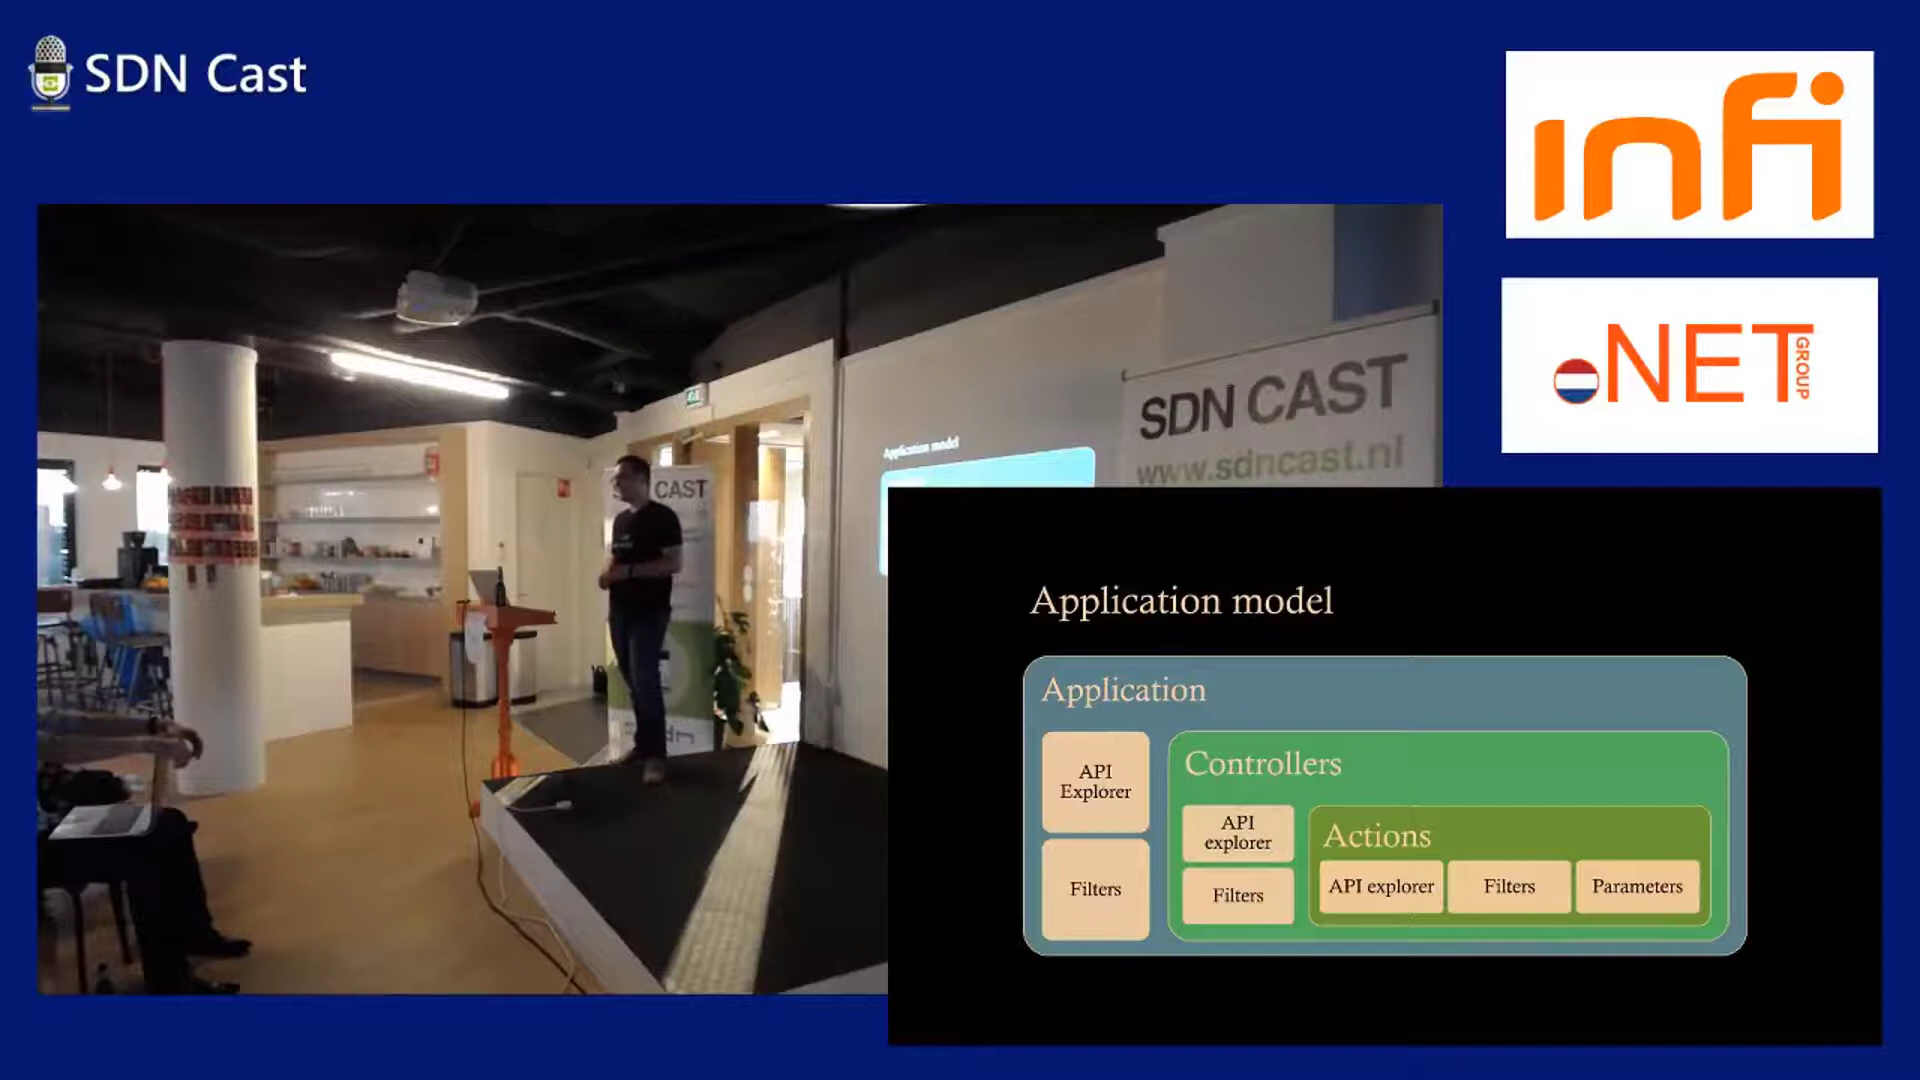 SDN Cast
infi
.NET GROUP
SDN CAST
www.sdncast.nl
Application model
CAST
sdn
Application model
Application
API
Explorer
Filters
Controllers
API
explorer
Filters
Actions
API explorer
Filters
Parameters